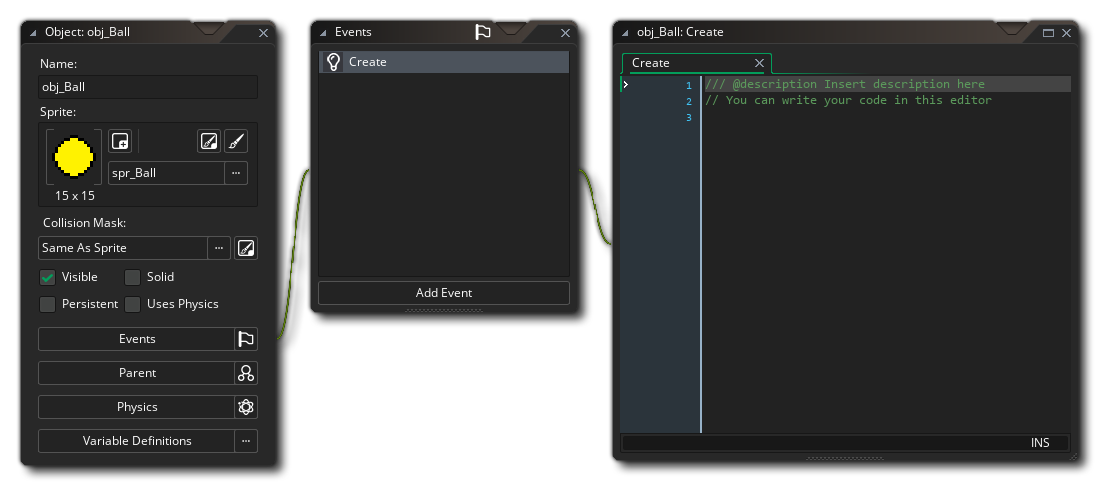 Object: obj_Ball
Name:
obj_Ball
Sprite:
spr_Ball
15 x 15
Collision Mask:
Same As Sprite
Visible
Solid
Persistent
Uses Physics
Events
Parent
Physics
Variable Definitions
Events
Create
Add Event
obj_Ball: Create
Create
1 /// @description Insert description here
2 // You can write your code in this editor
3
INS